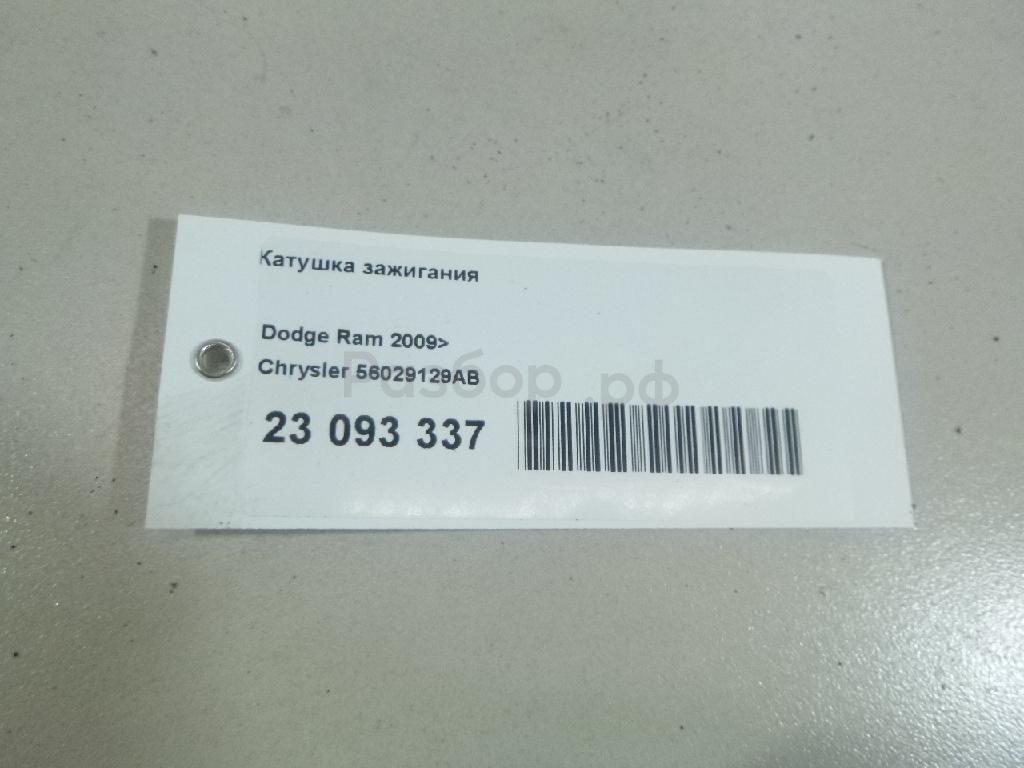 Катушка зажигания
Dodge Ram 2009>
Chrysler 56029129AB
Разбор.рф
23 093 337